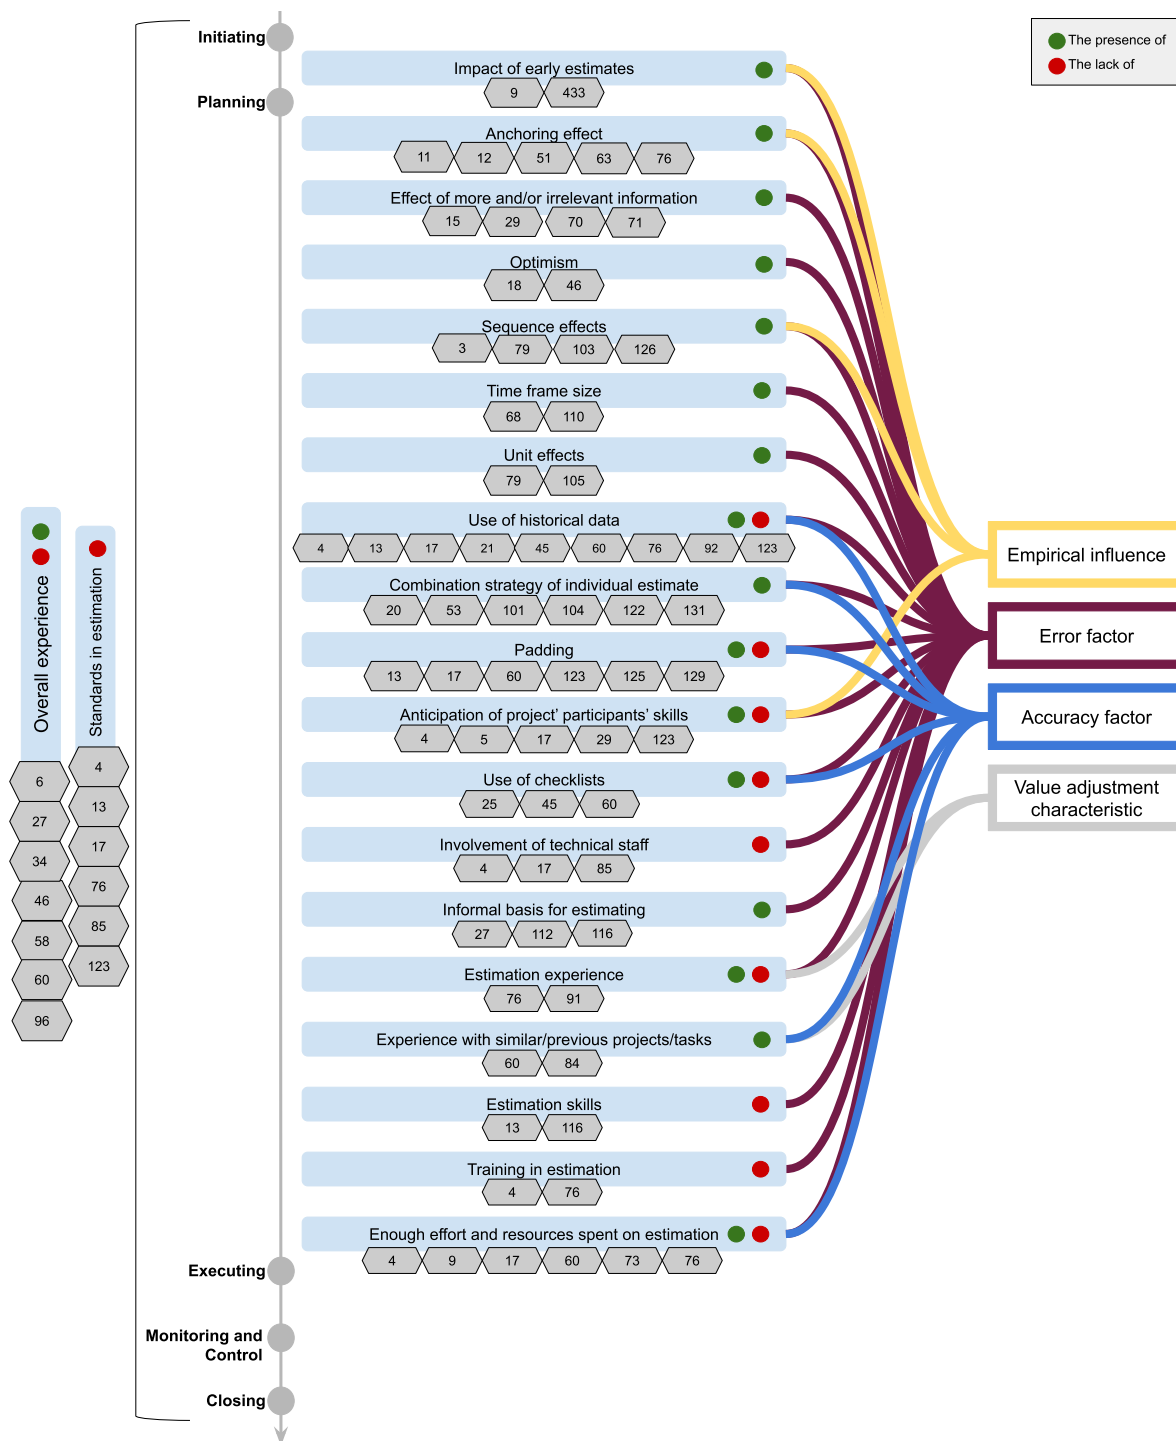 Initiating
Planning
The presence of
The lack of
Impact of early estimates
9 433
Anchoring effect
11 12 51 63 76
Effect of more and/or irrelevant information
15 29 70 71
Optimism
18 46
Sequence effects
3 79 103 126
Time frame size
68 110
Unit effects
79 105
Use of historical data
4 13 17 21 45 60 76 92 123
Combination strategy of individual estimate
20 53 101 104 122 131
Padding
13 17 60 123 125 129
Anticipation of project' participants' skills
4 5 17 29 123
Use of checklists
25 45 60
Involvement of technical staff
4 17 85
Informal basis for estimating
27 112 116
Estimation experience
76 91
Experience with similar/previous projects/tasks
60 84
Estimation skills
13 116
Training in estimation
4 76
Enough effort and resources spent on estimation
4 9 17 60 73 76
Executing
Monitoring and
Control
Closing
Overall experience
6
27
34
46
58
60
96
Standards in estimation
4
13
17
76
85
123
Empirical influence
Error factor
Accuracy factor
Value adjustment
characteristic